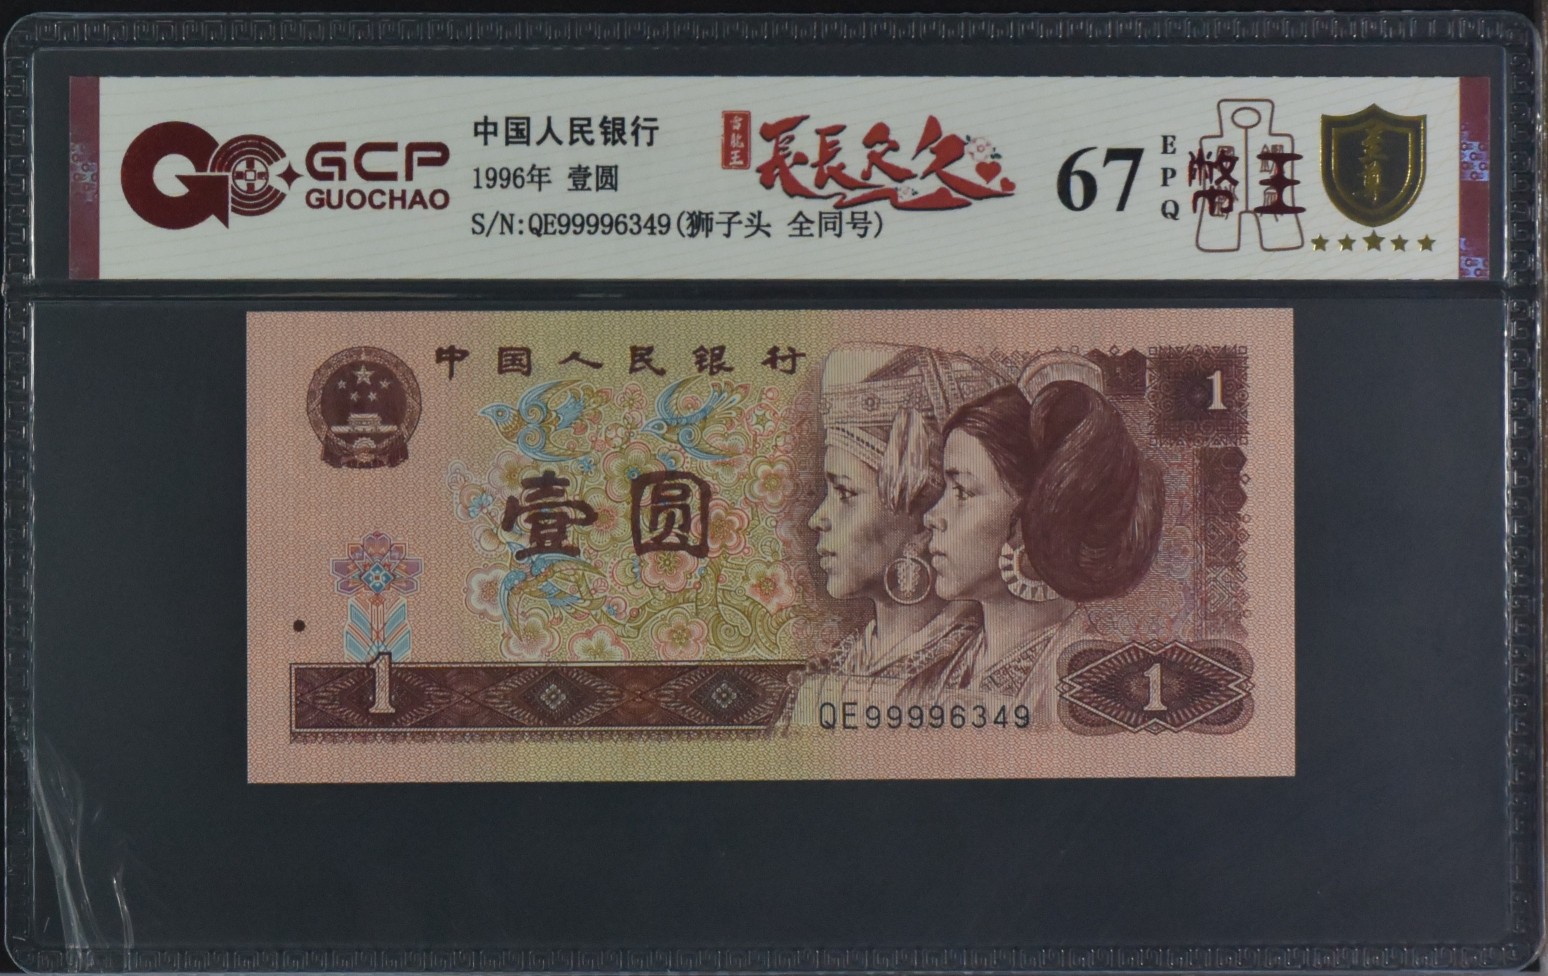 GCP
GUOCHAO
中国人民银行
1996年 壹圆
S/N:QE99996349(狮子头 全同号)
長長久久
67
EPQ
至尊
中国人民银行
1
壹圆
1
QE99996349
1